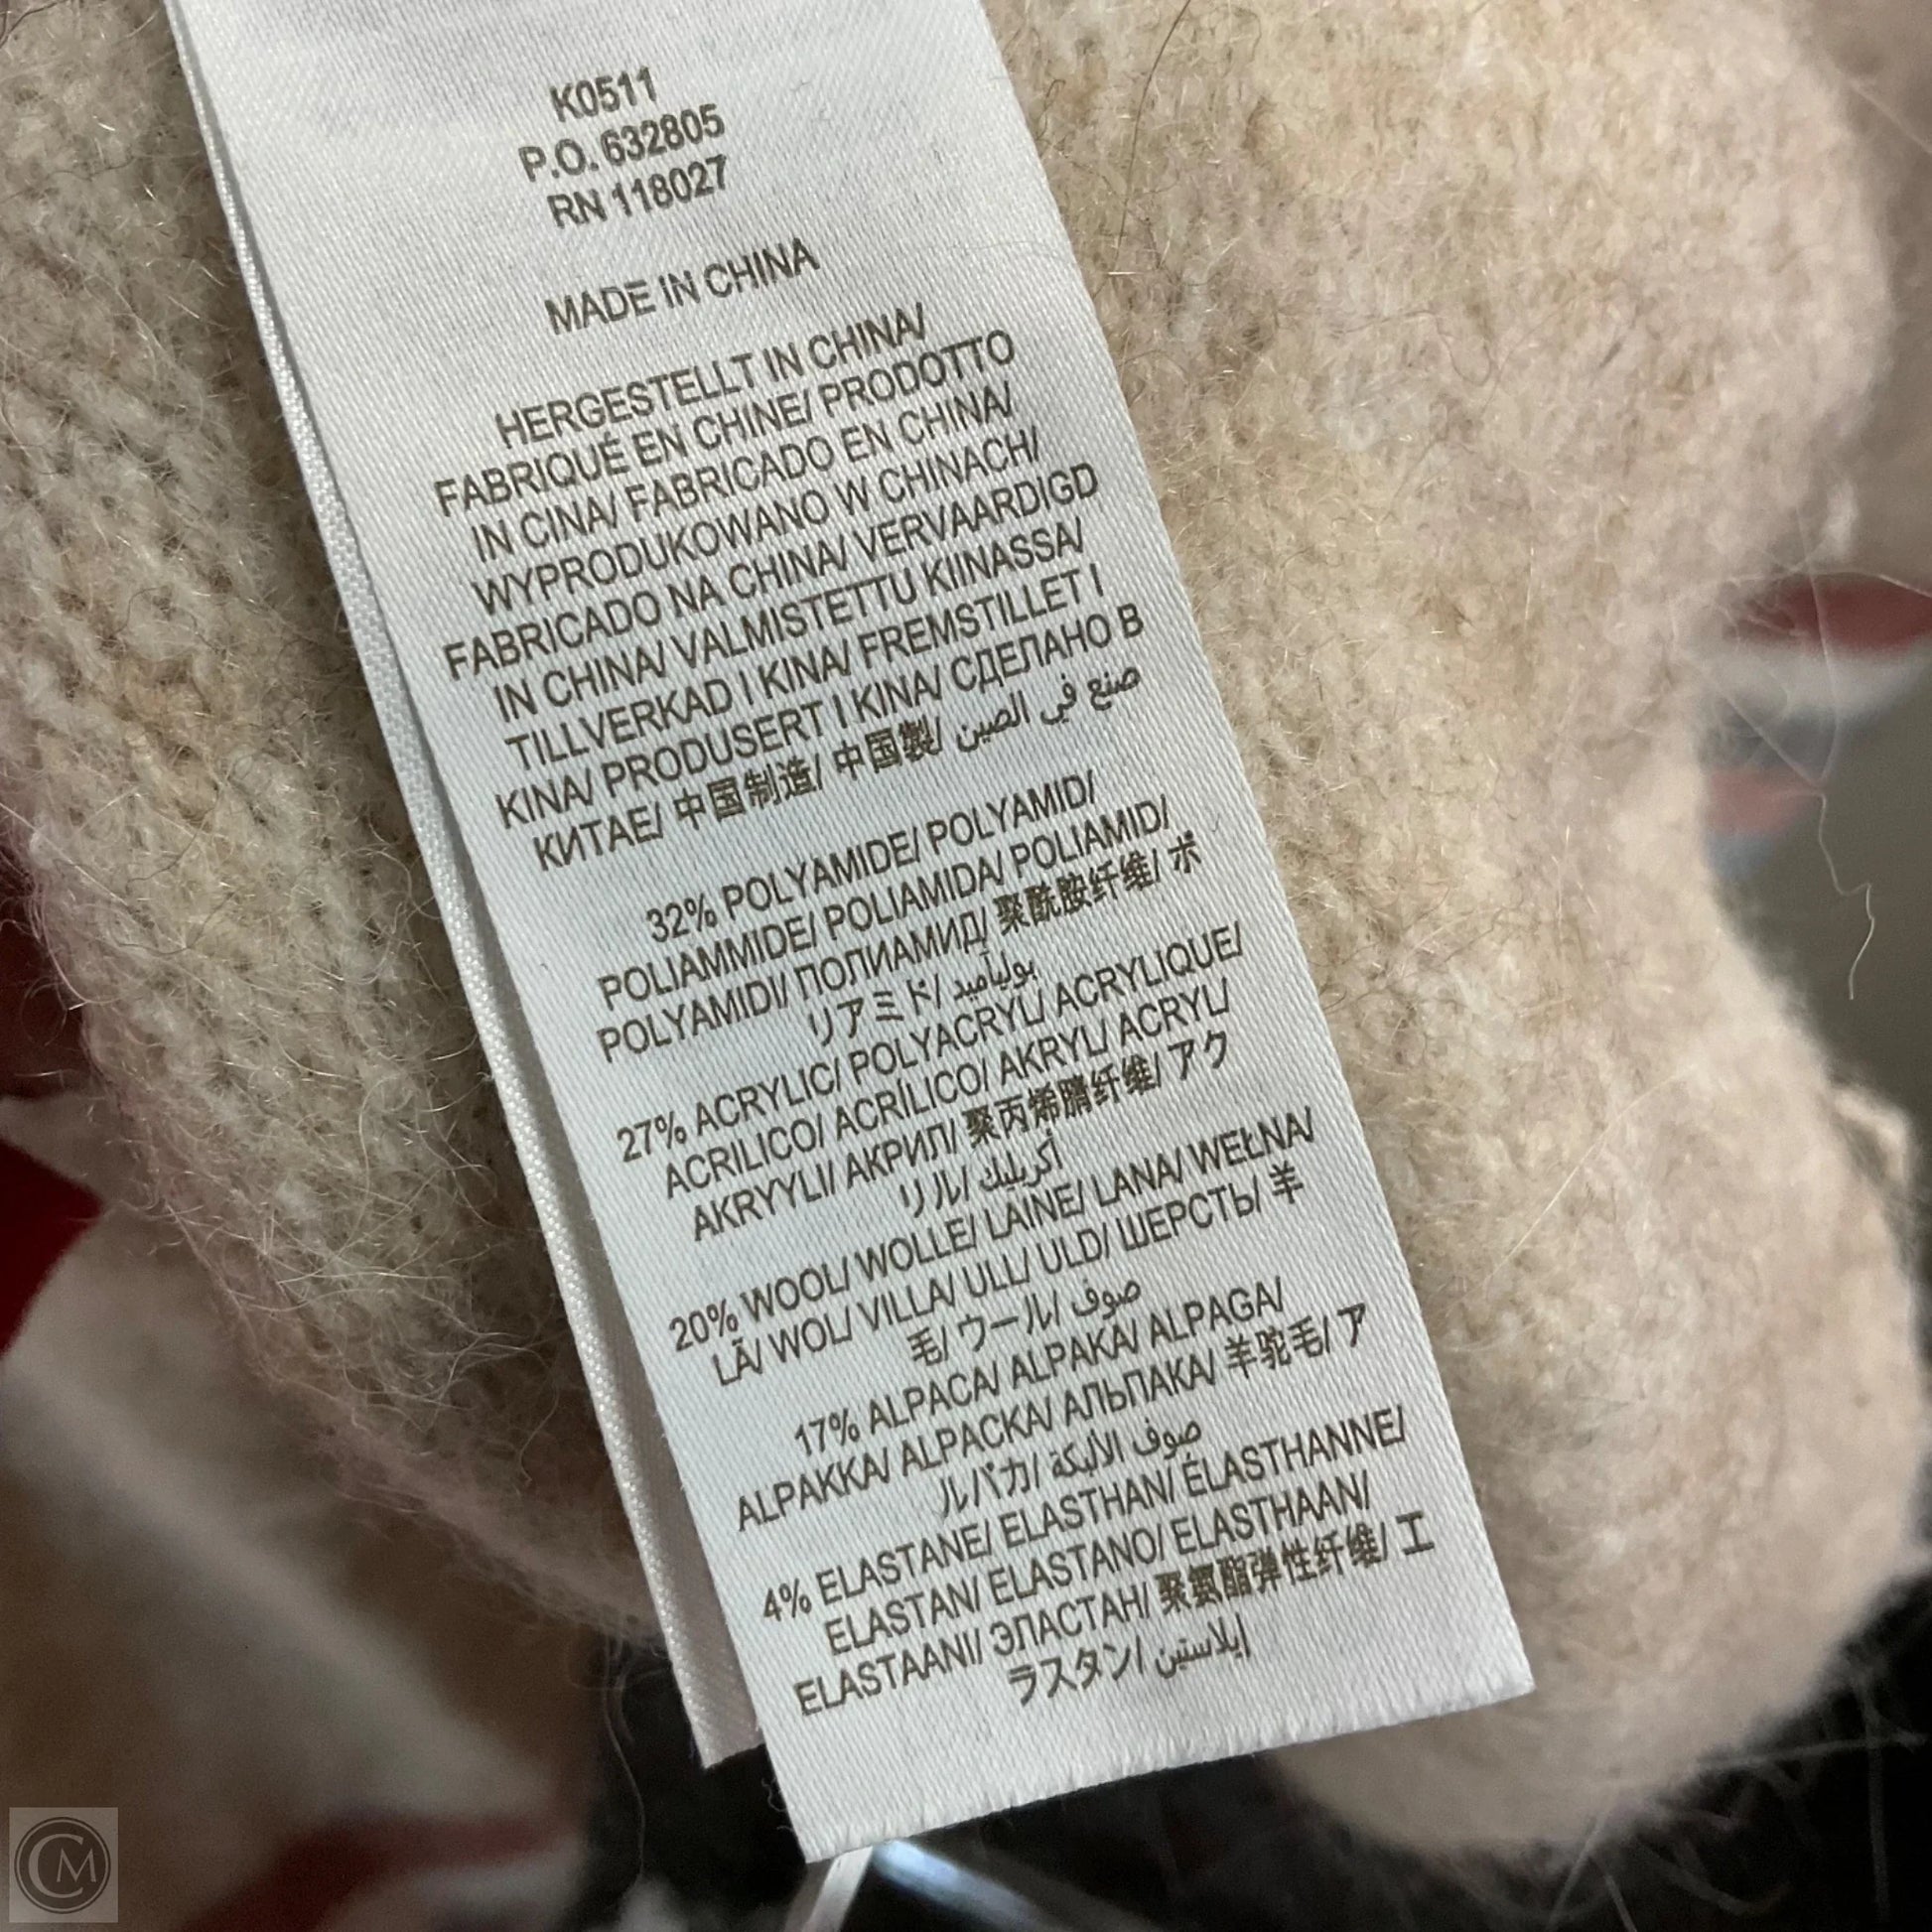 K0511
P.O. 632805
RN 118027
MADE IN CHINA
HERGESTELLT IN CHINA/
FABRIQUÉ EN CHINE/ PRODOTTO
IN CINA/ FABRICADO EN CHINA/
WYPRODUKOWANO W CHINACH/
FABRICADO NA CHINA/ VERVAARDIGD
IN CHINA/ VALMISTETTU KIINASSA/
TILLVERKAD I KINA/ FREMSTILLET I
KINA/ PRODUSERT I KINA/ СДЕЛАНО В
КИТАЕ/ 中国制造/ 中国製/ صنع في الصين
32% POLYAMIDE/ POLYAMID/
POLIAMMIDE/ POLIAMIDA/ POLIAMID/
POLYAMIDI/ ПОЛИАМИД/ 聚酰胺纤维/ ポ
リアミド/ بولياميد
27% ACRYLIC/ POLYACRYL/ ACRYLIQUE/
ACRILICO/ ACRÍLICO/ AKRYL/ ACRYL/
AKRYYLI/ АКРИЛ/ 聚丙烯腈纤维/ アク
リル/ أكريليك
20% WOOL/ WOLLE/ LAINE/ LANA/ WEŁNA/
LÃ/ WOL/ VILLA/ ULL/ ULD/ ШЕРСТЬ/ 羊
毛/ ウール/ صوف
17% ALPACA/ ALPAKA/ ALPAGA/
ALPAKKA/ ALPACKA/ АЛЬПАКА/ 羊驼毛/ ア
ルパカ/ صوف الألبكة
4% ELASTANE/ ELASTHAN/ ÉLASTHANNE/
ELASTAN/ ELASTANO/ ELASTHAAN/
ELASTAANI/ ЭЛАСТАН/ 聚氨酯弹性纤维/ エ
ラスタン/ إيلاستين
CM